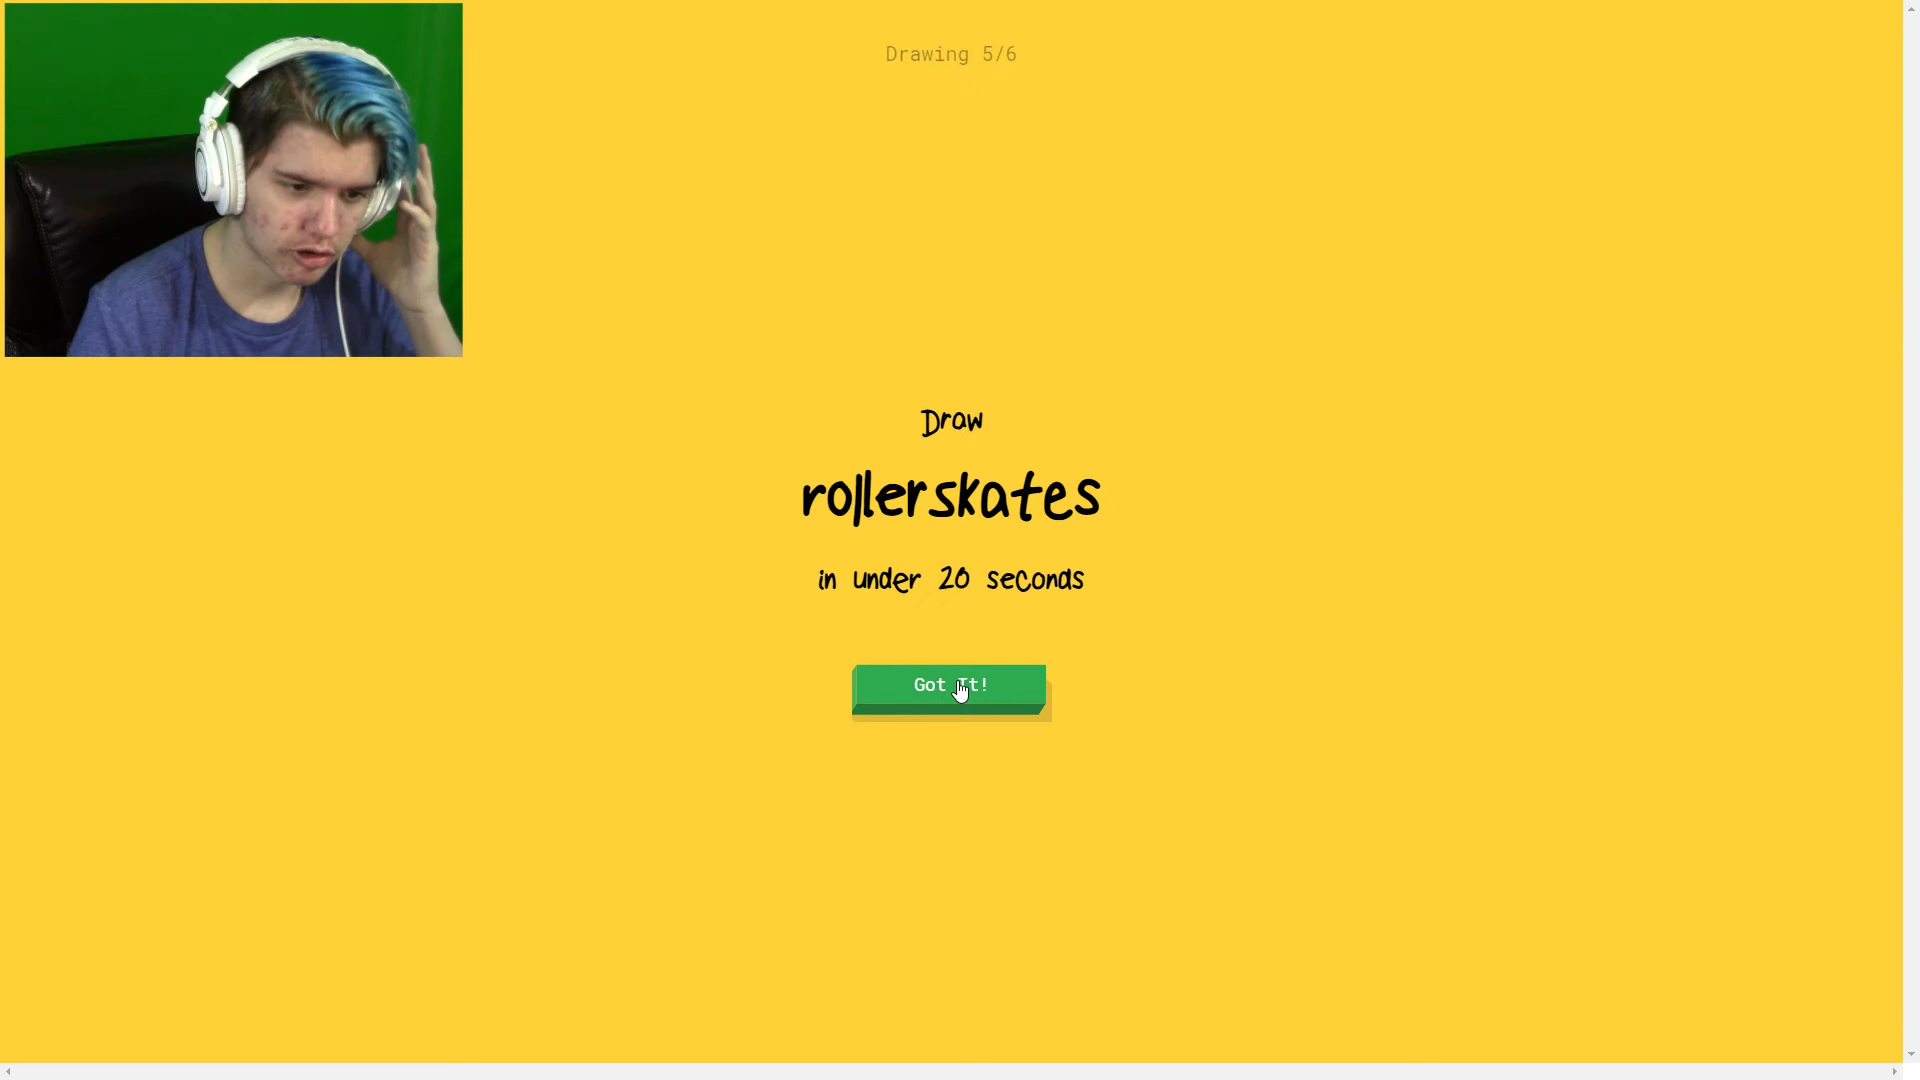 Drawing 5/6
Draw
rollerskates
in under 20 seconds
Got It!